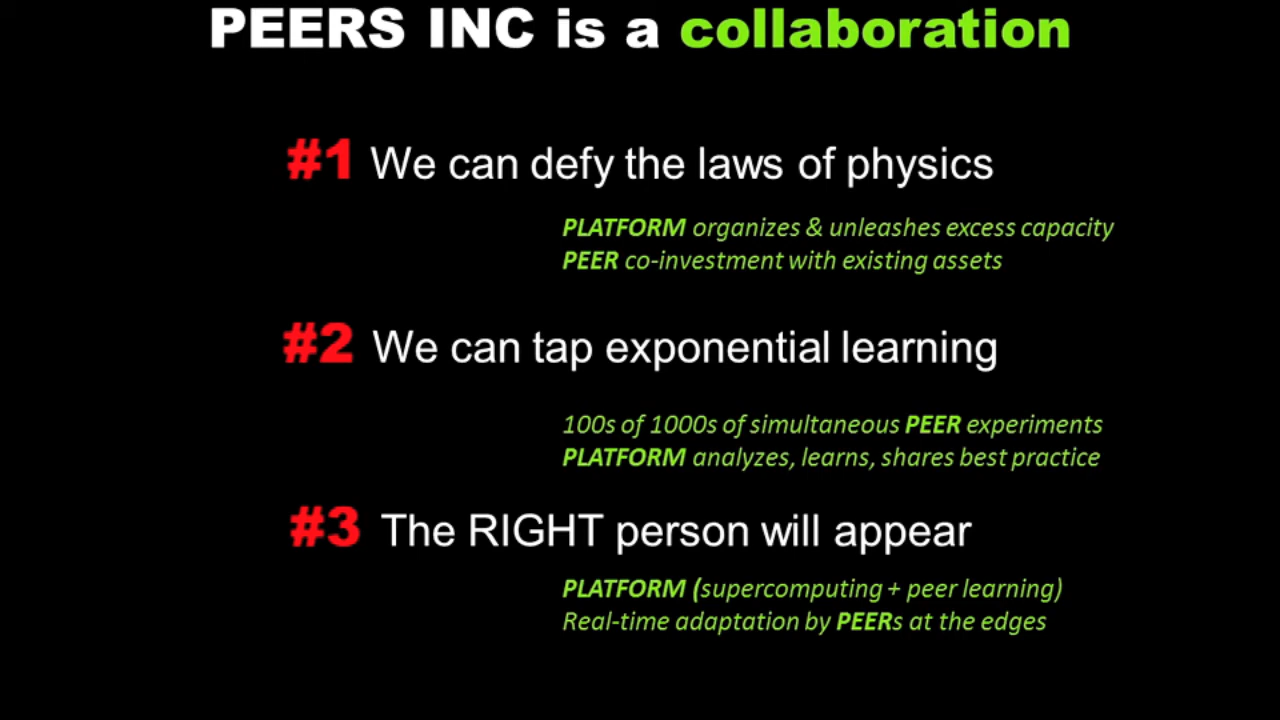 PEERS INC is a collaboration
#1 We can defy the laws of physics
PLATFORM organizes & unleashes excess capacity
PEER co-investment with existing assets
#2 We can tap exponential learning
100s of 1000s of simultaneous PEER experiments
PLATFORM analyzes, learns, shares best practice
#3 The RIGHT person will appear
PLATFORM (supercomputing + peer learning)
Real-time adaptation by PEERs at the edges